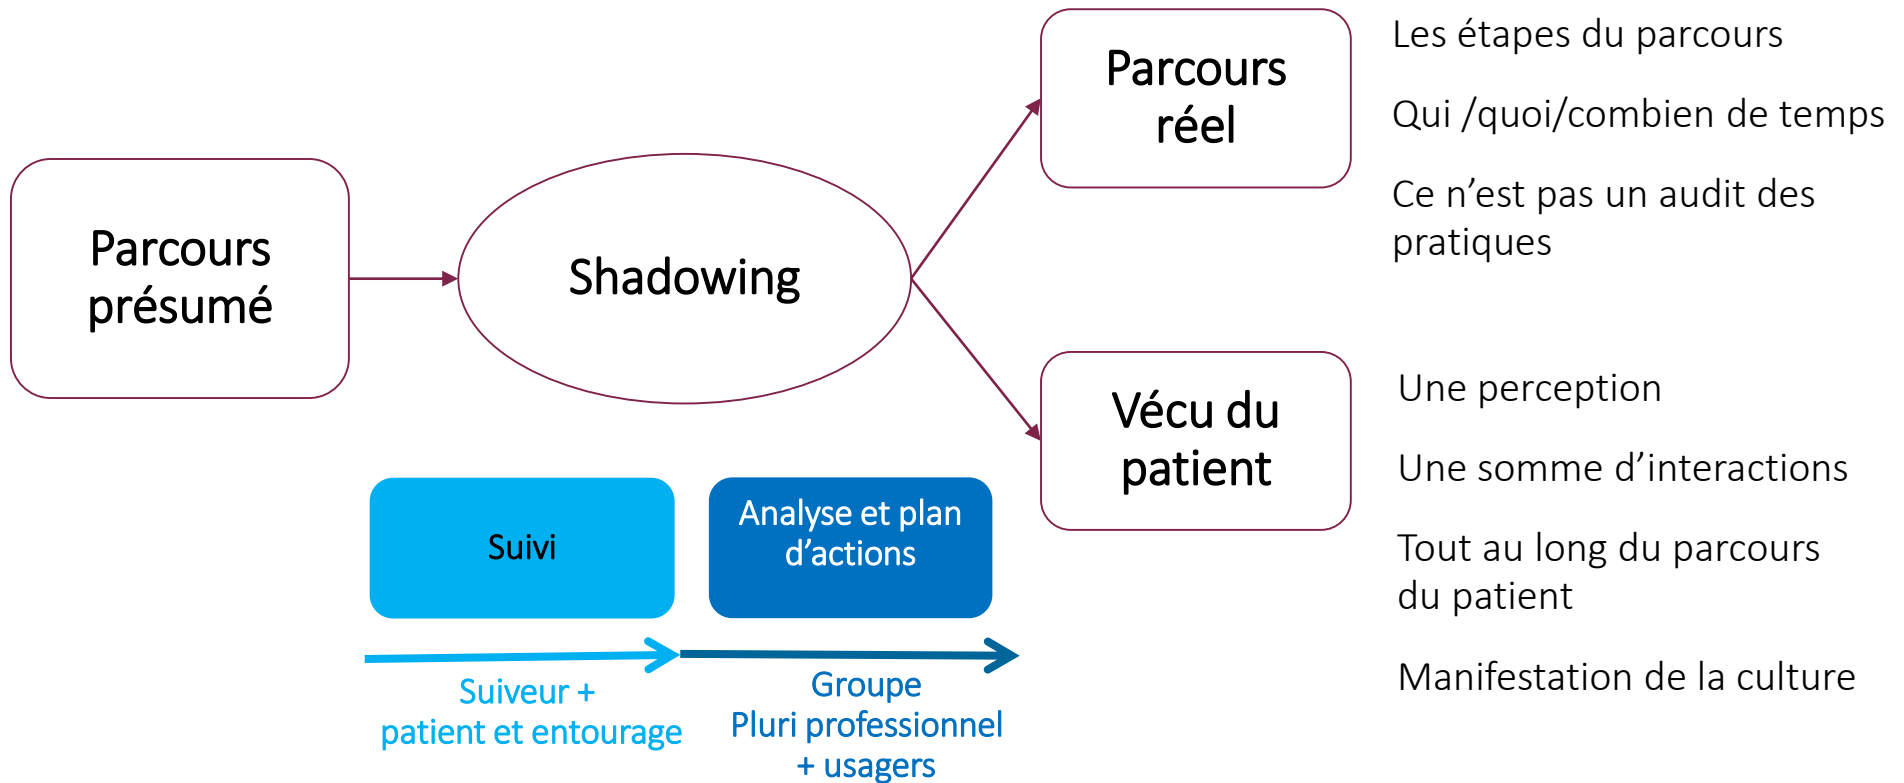 Parcours
présumé
Shadowing
Parcours
réel
Les étapes du parcours
Qui /quoi/combien de temps
Ce n’est pas un audit des
pratiques
Vécu du
patient
Une perception
Une somme d’interactions
Tout au long du parcours
du patient
Manifestation de la culture
Suivi
Analyse et plan
d’actions
Suiveur +
patient et entourage
Groupe
Pluri professionnel
+ usagers